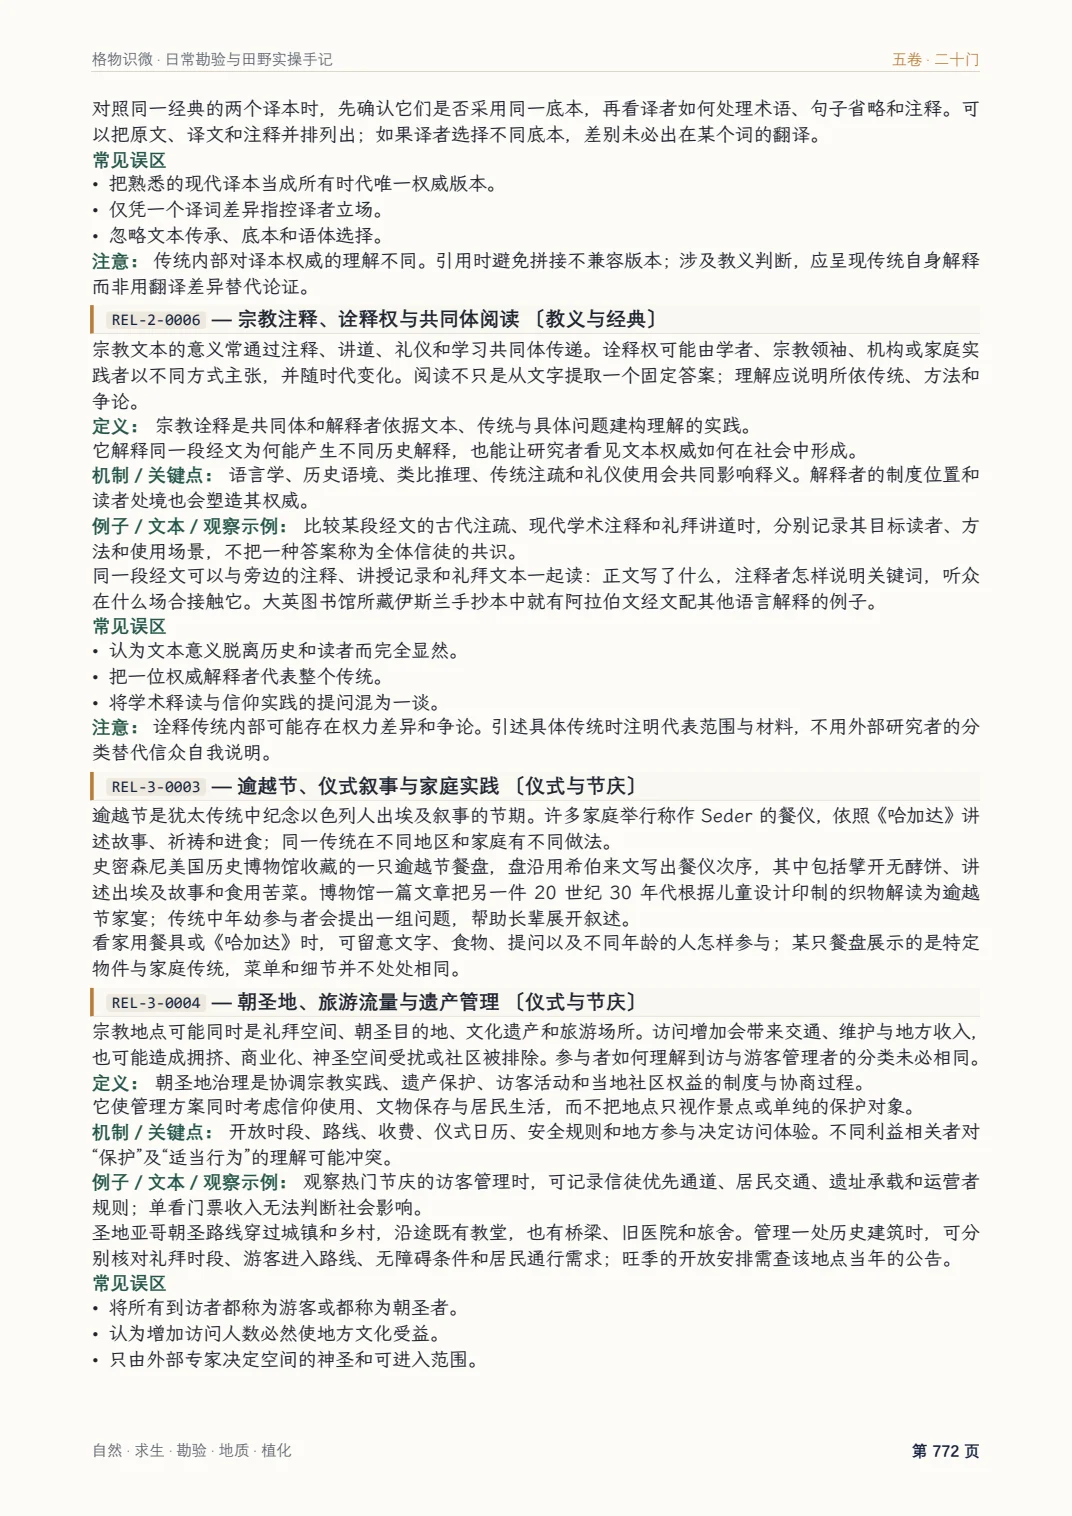 格物识微 · 日常勘验与田野实操手记
五卷 · 二十门
对照同一经典的两个译本时，先确认它们是否采用同一底本，再看译者如何处理术语、句子省略和注释。可
以把原文、译文和注释并排列出；如果译者选择不同底本，差别未必出在某个词的翻译。
常见误区
• 把熟悉的现代译本当成所有时代唯一权威版本。
• 仅凭一个译词差异指控译者立场。
• 忽略文本传承、底本和语体选择。
注意： 传统内部对译本权威的理解不同。引用时避免拼接不兼容版本；涉及教义判断，应呈现传统自身解释
而非用翻译差异替代论证。
REL-2-0006 — 宗教注释、诠释权与共同体阅读 〔教义与经典〕
宗教文本的意义常通过注释、讲道、礼仪和学习共同体传递。诠释权可能由学者、宗教领袖、机构或家庭实
践者以不同方式主张，并随时代变化。阅读不只是从文字提取一个固定答案；理解应说明所依传统、方法和
争论。
定义： 宗教诠释是共同体和解释者依据文本、传统与具体问题建构理解的实践。
它解释同一段经文为何能产生不同历史解释，也能让研究者看见文本权威如何在社会中形成。
机制 / 关键点： 语言学、历史语境、类比推理、传统注疏和礼仪使用会共同影响释义。解释者的制度位置和
读者处境也会塑造其权威。
例子 / 文本 / 观察示例： 比较某段经文的古代注疏、现代学术注释和礼拜讲道时，分别记录其目标读者、方
法和使用场景，不把一种答案称为全体信徒的共识。
同一段经文可以与旁边的注释、讲授记录和礼拜文本一起读：正文写了什么，注释者怎样说明关键词，听众
在什么场合接触它。大英图书馆所藏伊斯兰手抄本中就有阿拉伯文经文配其他语言解释的例子。
常见误区
• 认为文本意义脱离历史和读者而完全显然。
• 把一位权威解释者代表整个传统。
• 将学术释读与信仰实践的提问混为一谈。
注意： 诠释传统内部可能存在权力差异和争论。引述具体传统时注明代表范围与材料，不用外部研究者的分
类替代信众自我说明。
REL-3-0003 — 逾越节、仪式叙事与家庭实践 〔仪式与节庆〕
逾越节是犹太传统中纪念以色列人出埃及叙事的节期。许多家庭举行称作 Seder 的餐仪，依照《哈加达》讲
述故事、祈祷和进食；同一传统在不同地区和家庭有不同做法。
史密森尼美国历史博物馆收藏的一只逾越节餐盘，盘沿用希伯来文写出餐仪次序，其中包括擘开无酵饼、讲
述出埃及故事和食用苦菜。博物馆一篇文章把另一件 20 世纪 30 年代根据儿童设计印制的织物解读为逾越
节家宴；传统中年幼参与者会提出一组问题，帮助长辈展开叙述。
看家用餐具或《哈加达》时，可留意文字、食物、提问以及不同年龄的人怎样参与；某只餐盘展示的是特定
物件与家庭传统，菜单和细节并不处处相同。
REL-3-0004 — 朝圣地、旅游流量与遗产管理 〔仪式与节庆〕
宗教地点可能同时是礼拜空间、朝圣目的地、文化遗产和旅游场所。访问增加会带来交通、维护与地方收入，
也可能造成拥挤、商业化、神圣空间受扰或社区被排除。参与者如何理解到访与游客管理者的分类未必相同。
定义： 朝圣地治理是协调宗教实践、遗产保护、访客活动和当地社区权益的制度与协商过程。
它使管理方案同时考虑信仰使用、文物保存与居民生活，而不把地点只视作景点或单纯的保护对象。
机制 / 关键点： 开放时段、路线、收费、仪式日历、安全规则和地方参与决定访问体验。不同利益相关者对
“保护”及“适当行为”的理解可能冲突。
例子 / 文本 / 观察示例： 观察热门节庆的访客管理时，可记录信徒优先通道、居民交通、遗址承载和运营者
规则；单看门票收入无法判断社会影响。
圣地亚哥朝圣路线穿过城镇和乡村，沿途既有教堂，也有桥梁、旧医院和旅舍。管理一处历史建筑时，可分
别核对礼拜时段、游客进入路线、无障碍条件和居民通行需求；旺季的开放安排需查该地点当年的公告。
常见误区
• 将所有到访者都称为游客或都称为朝圣者。
• 认为增加访问人数必然使地方文化受益。
• 只由外部专家决定空间的神圣和可进入范围。
自然 · 求生 · 勘验 · 地质 · 植化
第 772 页